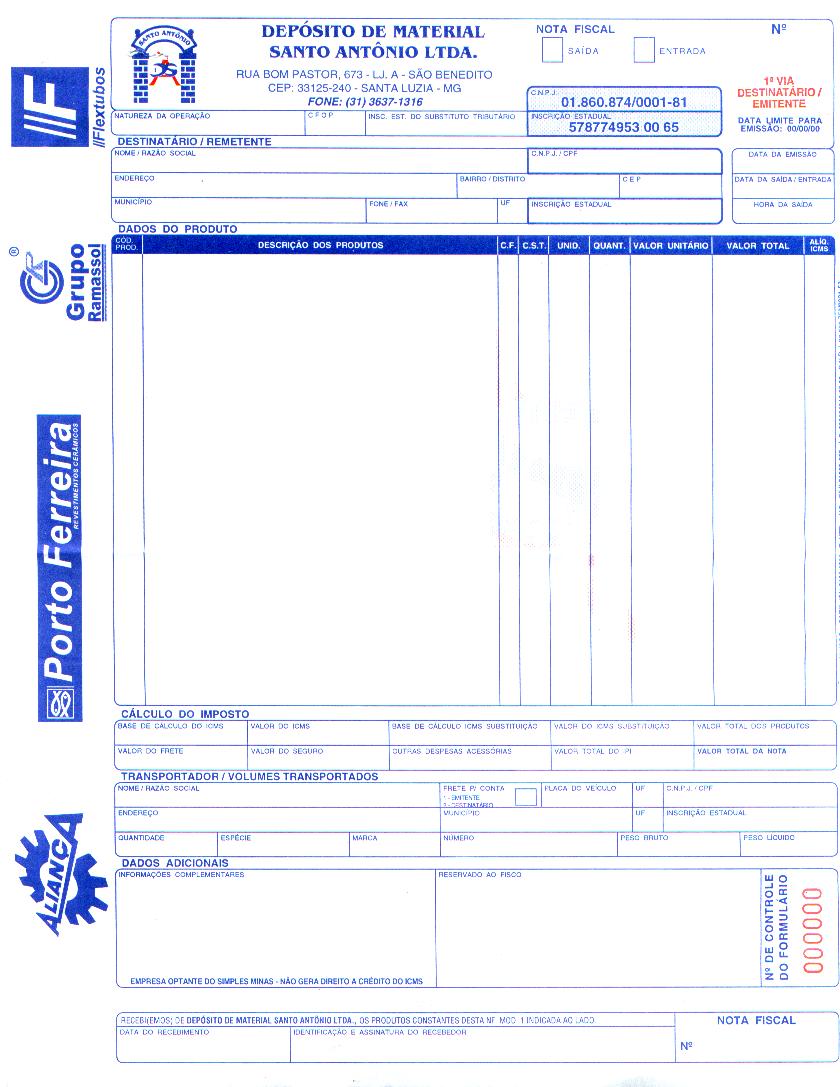 SANTO ANTÔNIO
DEPÓSITO DE MATERIAL
SANTO ANTÔNIO LTDA.
RUA BOM PASTOR, 673 - LJ. A - SÃO BENEDITO
CEP: 33125-240 - SANTA LUZIA - MG
FONE: (31) 3637-1316
NOTA FISCAL
SAÍDA
ENTRADA
Nº
C.N.P.J.
01.860.874/0001-81
INSCRIÇÃO ESTADUAL
578774953 00 65
1ª VIA
DESTINATÁRIO /
EMITENTE
DATA LIMITE PARA
EMISSÃO: 00/00/00
NATUREZA DA OPERAÇÃO
C F O P
INSC. EST. DO SUBSTITUTO TRIBUTÁRIO
DESTINATÁRIO / REMETENTE
NOME / RAZÃO SOCIAL
C.N.P.J. / CPF
DATA DA EMISSÃO
ENDEREÇO
BAIRRO / DISTRITO
C E P
DATA DA SAÍDA / ENTRADA
MUNICÍPIO
FONE / FAX
UF
INSCRIÇÃO ESTADUAL
HORA DA SAÍDA
DADOS DO PRODUTO
CÓD. PROD.
DESCRIÇÃO DOS PRODUTOS
C.F.
C.S.T.
UNID.
QUANT.
VALOR UNITÁRIO
VALOR TOTAL
ALÍQ. ICMS
CÁLCULO DO IMPOSTO
BASE DE CÁLCULO DO ICMS
VALOR DO ICMS
BASE DE CÁLCULO ICMS SUBSTITUIÇÃO
VALOR DO ICMS SUBSTITUIÇÃO
VALOR TOTAL DOS PRODUTOS
VALOR DO FRETE
VALOR DO SEGURO
OUTRAS DESPESAS ACESSÓRIAS
VALOR TOTAL DO IPI
VALOR TOTAL DA NOTA
TRANSPORTADOR / VOLUMES TRANSPORTADOS
NOME / RAZÃO SOCIAL
FRETE P/ CONTA
1 - EMITENTE
2 - DESTINATÁRIO
PLACA DO VEÍCULO
UF
C.N.P.J. / CPF
ENDEREÇO
MUNICÍPIO
UF
INSCRIÇÃO ESTADUAL
QUANTIDADE
ESPÉCIE
MARCA
NÚMERO
PESO BRUTO
PESO LÍQUIDO
DADOS ADICIONAIS
INFORMAÇÕES COMPLEMENTARES
RESERVADO AO FISCO
Nº DE CONTROLE
DO FORMULÁRIO
000000
EMPRESA OPTANTE DO SIMPLES MINAS - NÃO GERA DIREITO A CRÉDITO DO ICMS
RECEBI(EMOS) DE DEPÓSITO DE MATERIAL SANTO ANTÔNIO LTDA., OS PRODUTOS CONSTANTES DESTA NF. MOD. 1 INDICADA AO LADO.
DATA DO RECEBIMENTO
IDENTIFICAÇÃO E ASSINATURA DO RECEBEDOR
NOTA FISCAL
Nº
Flextubos
Grupo
Ramassol
Porto Ferreira
REVESTIMENTOS CERÂMICOS
ALIANÇA